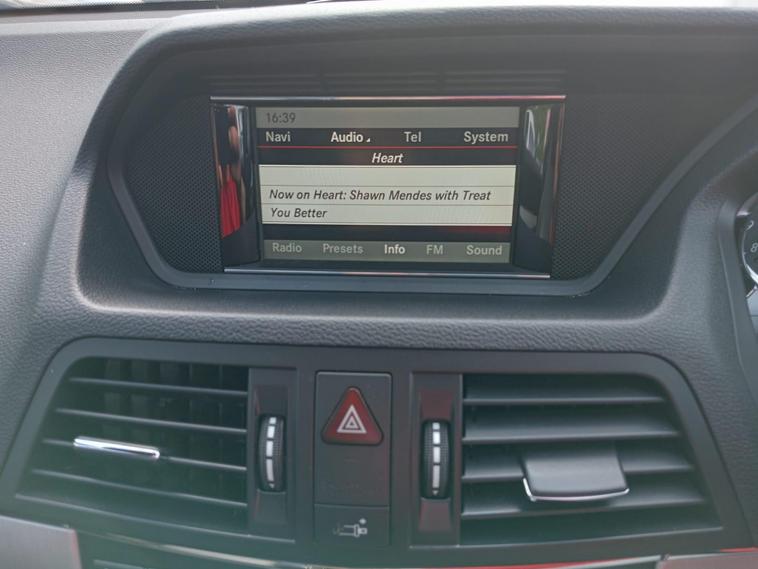 16:39
Navi Audio Tel System
Heart
Now on Heart: Shawn Mendes with Treat
You Better
Radio Presets Info FM Sound